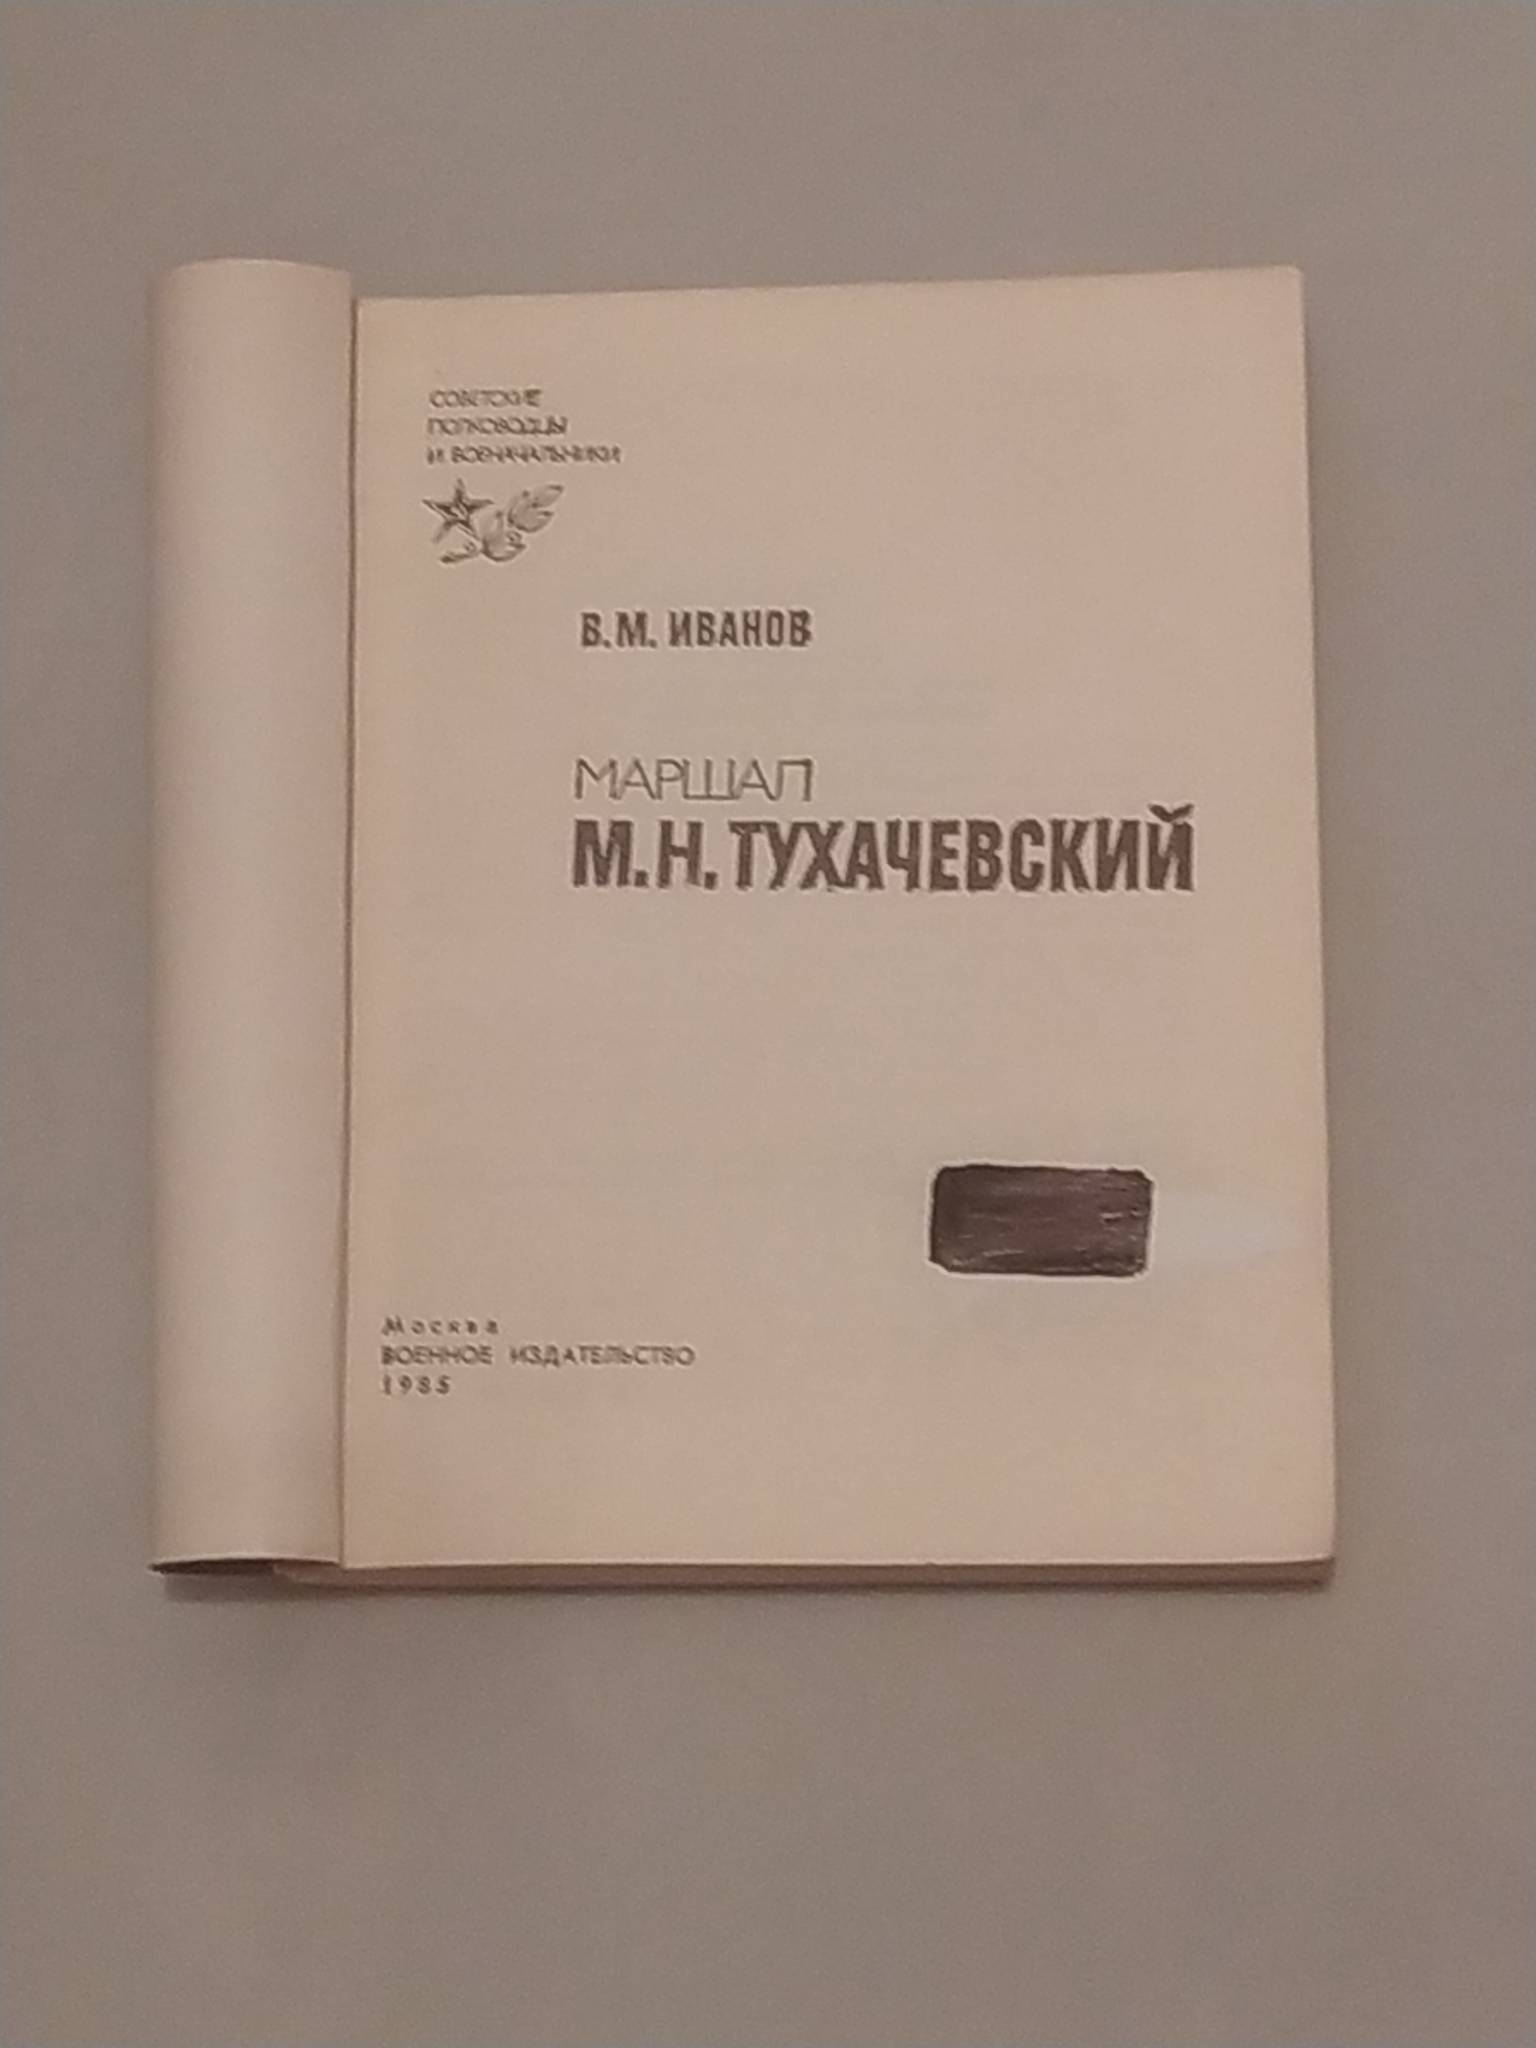 СОВЕТСКИЕ
ПОЛКОВОДЦЫ
И ВОЕНАЧАЛЬНИКИ
В.М. ИВАНОВ
МАРШАЛ
М.Н. ТУХАЧЕВСКИЙ
Москва
ВОЕННОЕ ИЗДАТЕЛЬСТВО
1985